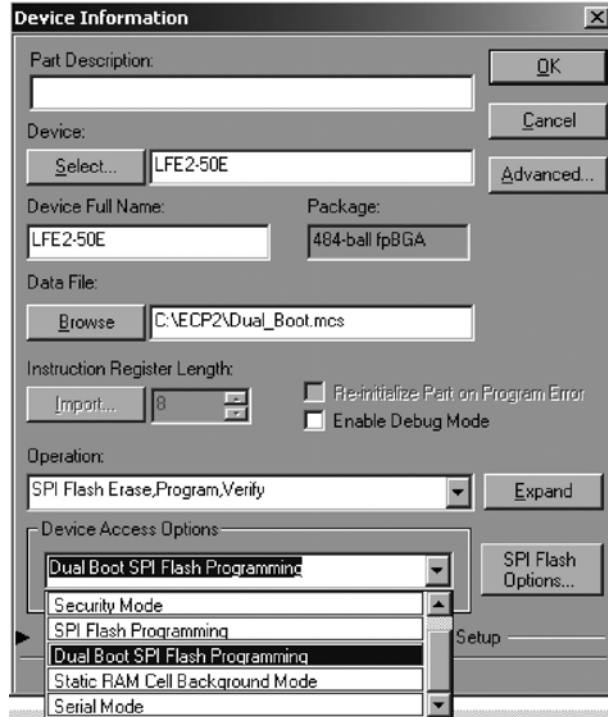 Device Information
Part Description:
OK
Device:
Cancel
Select... LFE2-50E
Advanced...
Device Full Name: Package:
LFE2-50E 484-ball fpBGA
Data File:
Browse C:\ECP2\Dual_Boot.mcs
Instruction Register Length:
Import... 8 Re-initialize Part on Program Error
Enable Debug Mode
Operation:
SPI Flash Erase,Program,Verify Expand
Device Access Options
Dual Boot SPI Flash Programming SPI Flash
Options...
Security Mode
SPI Flash Programming
Dual Boot SPI Flash Programming Setup
Static RAM Cell Background Mode
Serial Mode